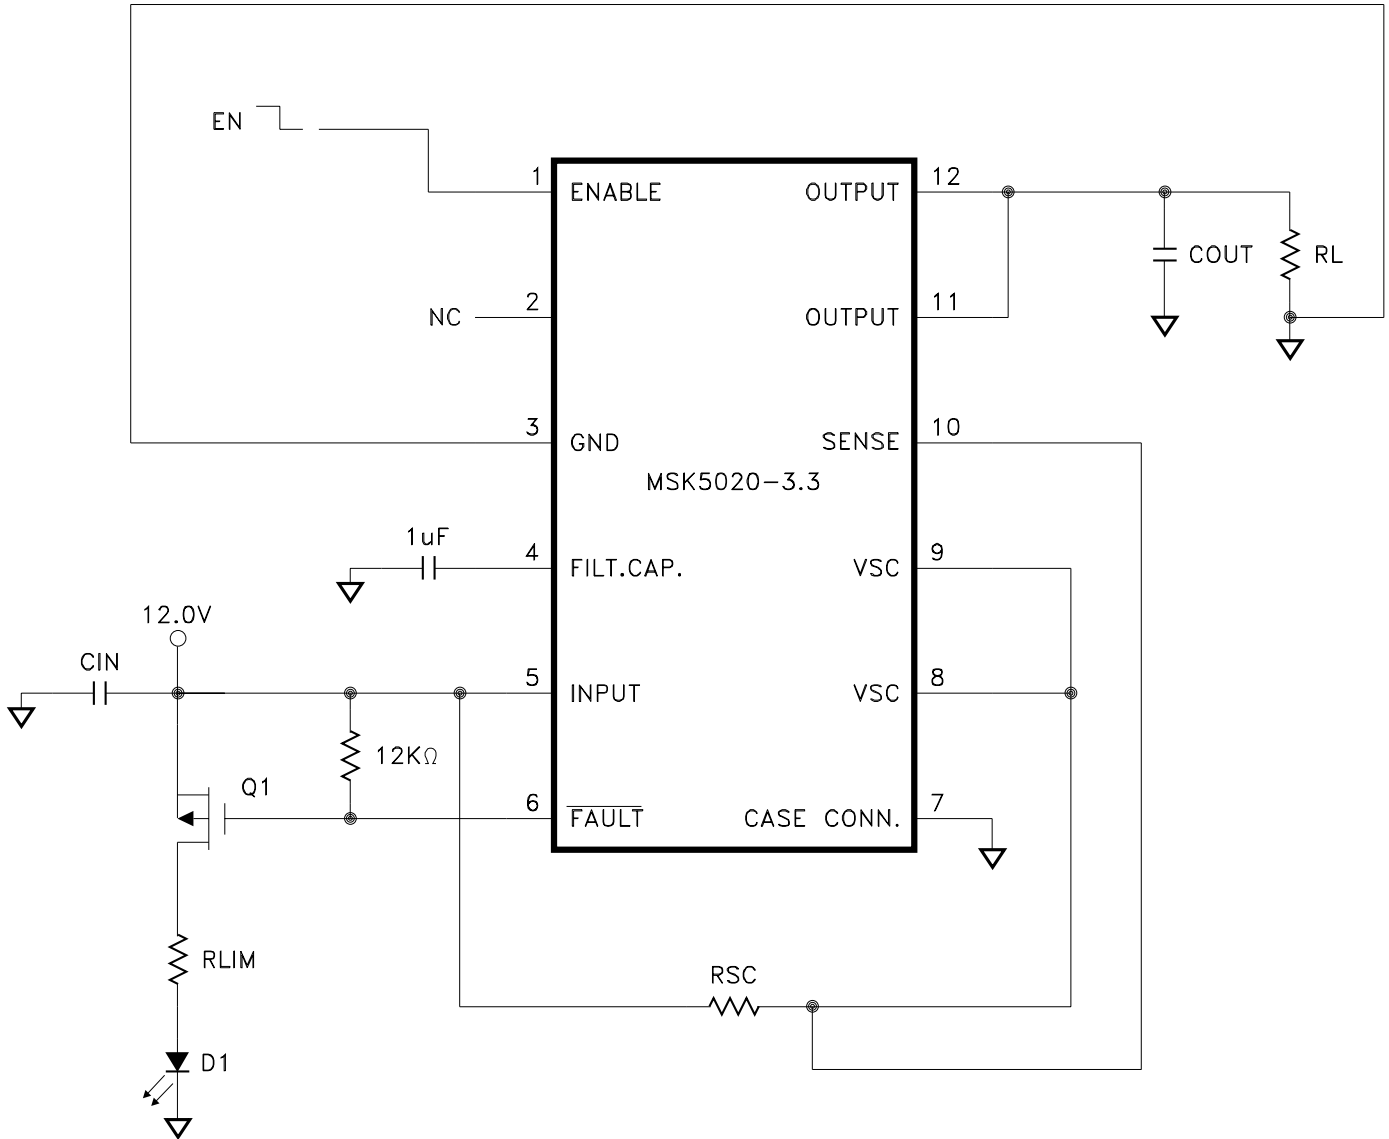 EN
1
ENABLE
OUTPUT
12
COUT
RL
NC
2
OUTPUT
11
3
GND
SENSE
10
MSK5020-3.3
1uF
4
FILT.CAP.
VSC
9
12.0V
CIN
5
INPUT
VSC
8
12KΩ
Q1
6
FAULT
CASE CONN.
7
RLIM
RSC
D1